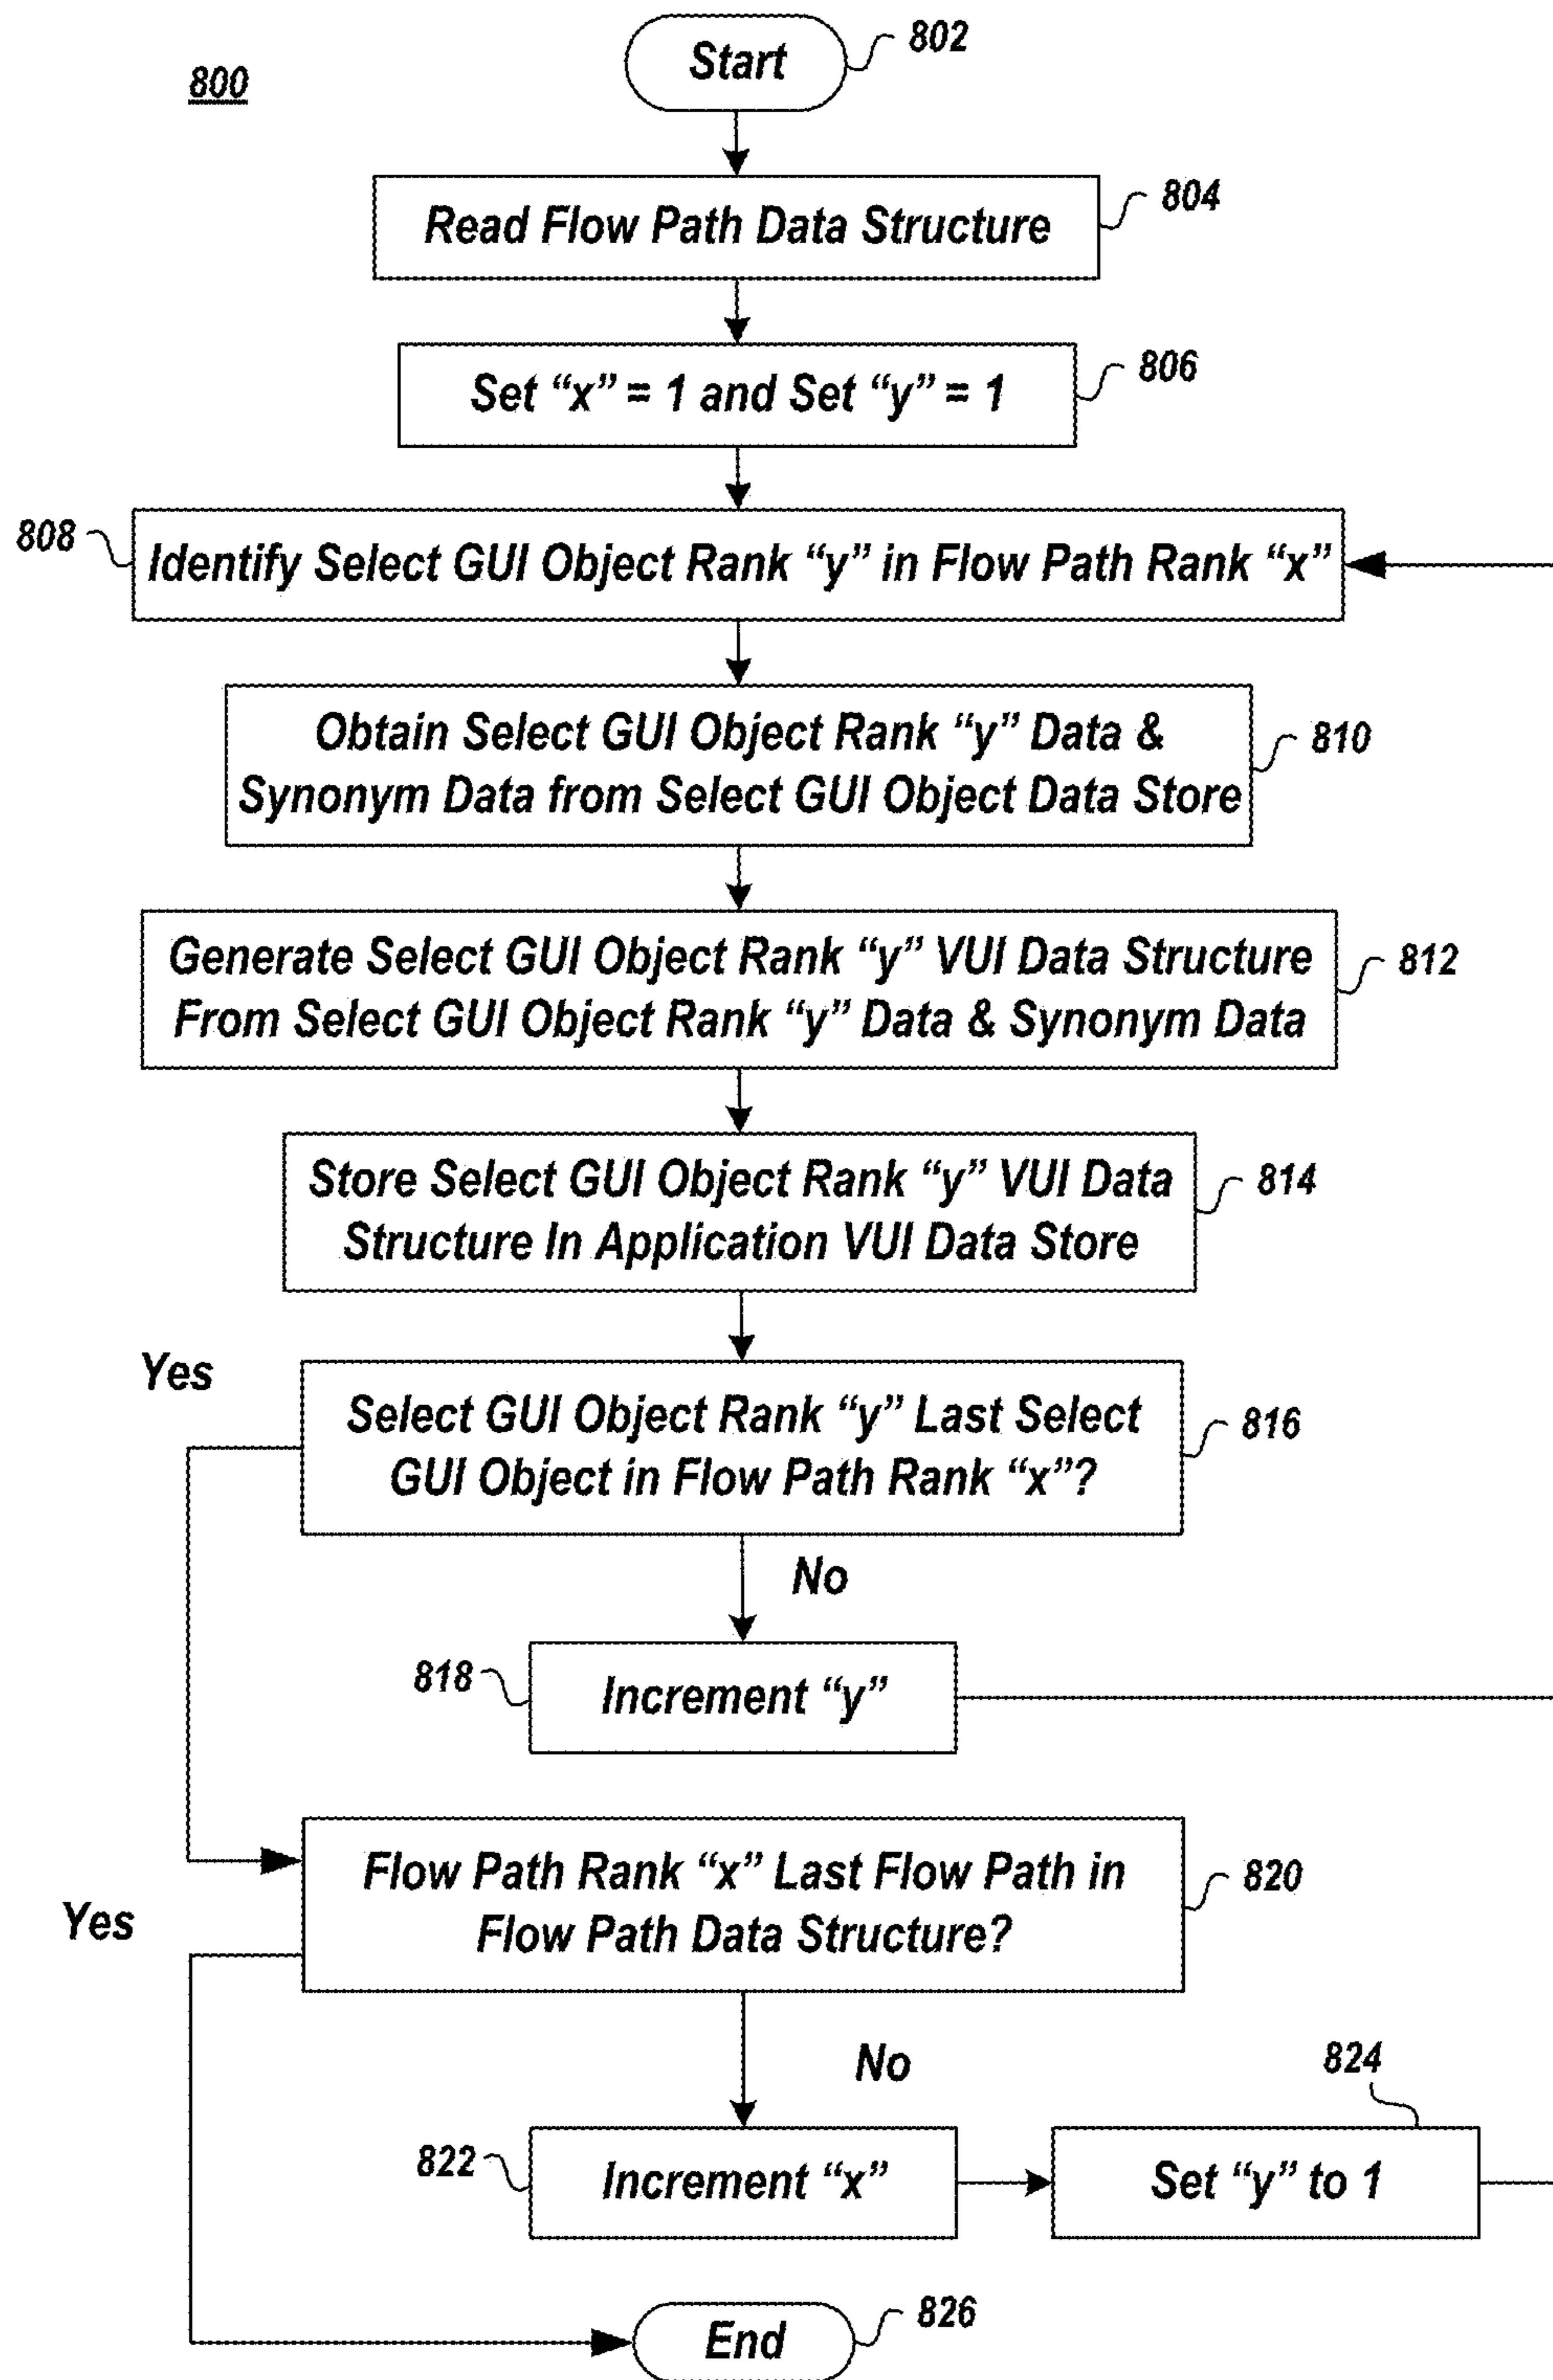 800
Start
802
Read Flow Path Data Structure
804
Set “x” = 1 and Set “y” = 1
806
808
Identify Select GUI Object Rank “y” in Flow Path Rank “x”
Obtain Select GUI Object Rank “y” Data &
Synonym Data from Select GUI Object Data Store
810
Generate Select GUI Object Rank “y” VUI Data Structure
From Select GUI Object Rank “y” Data & Synonym Data
812
Store Select GUI Object Rank “y” VUI Data
Structure In Application VUI Data Store
814
Yes
Select GUI Object Rank “y” Last Select
GUI Object in Flow Path Rank “x”?
816
No
818
Increment “y”
Flow Path Rank “x” Last Flow Path in
Flow Path Data Structure?
820
Yes
No
822
Increment “x”
824
Set “y” to 1
End
826